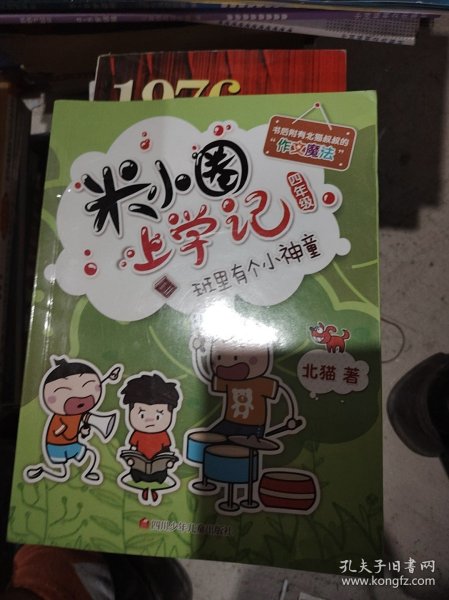 1976
书后附有北猫叔叔的
“作文魔法”
米小圈
上学记
四年级
班里有个小神童
北猫 著
四川少年儿童出版社
孔夫子旧书网
www.kongfz.com